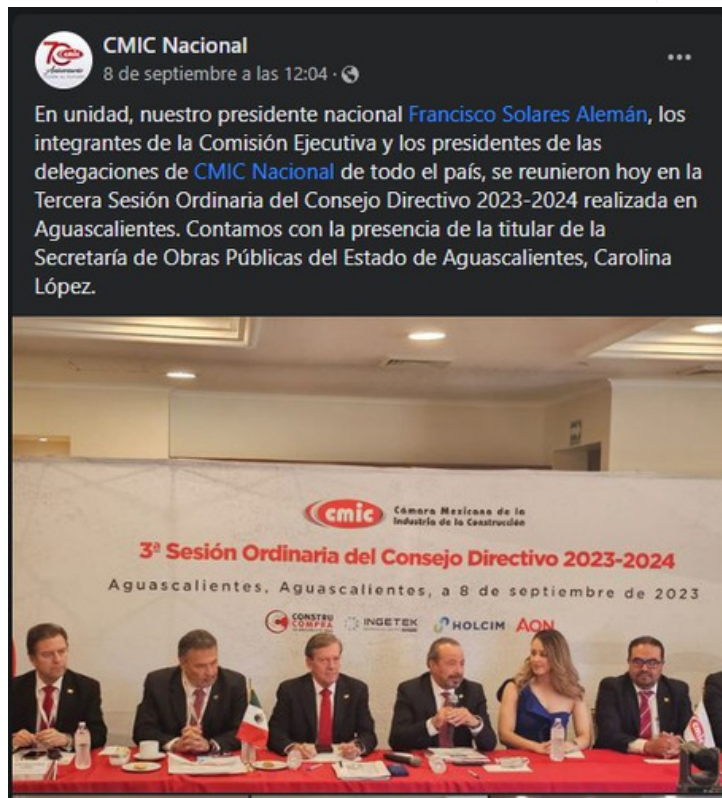 CMIC Nacional
8 de septiembre a las 12:04 ·
En unidad, nuestro presidente nacional Francisco Solares Alemán, los
integrantes de la Comisión Ejecutiva y los presidentes de las
delegaciones de CMIC Nacional de todo el país, se reunieron hoy en la
Tercera Sesión Ordinaria del Consejo Directivo 2023-2024 realizada en
Aguascalientes. Contamos con la presencia de la titular de la
Secretaría de Obras Públicas del Estado de Aguascalientes, Carolina
López.
cmic Cámara Mexicana de la
Industria de la Construcción
3ª Sesión Ordinaria del Consejo Directivo 2023-2024
Aguascalientes, Aguascalientes, a 8 de septiembre de 2023
CONSTRU
COMPRA
INGETEK
HOLCIM
AON